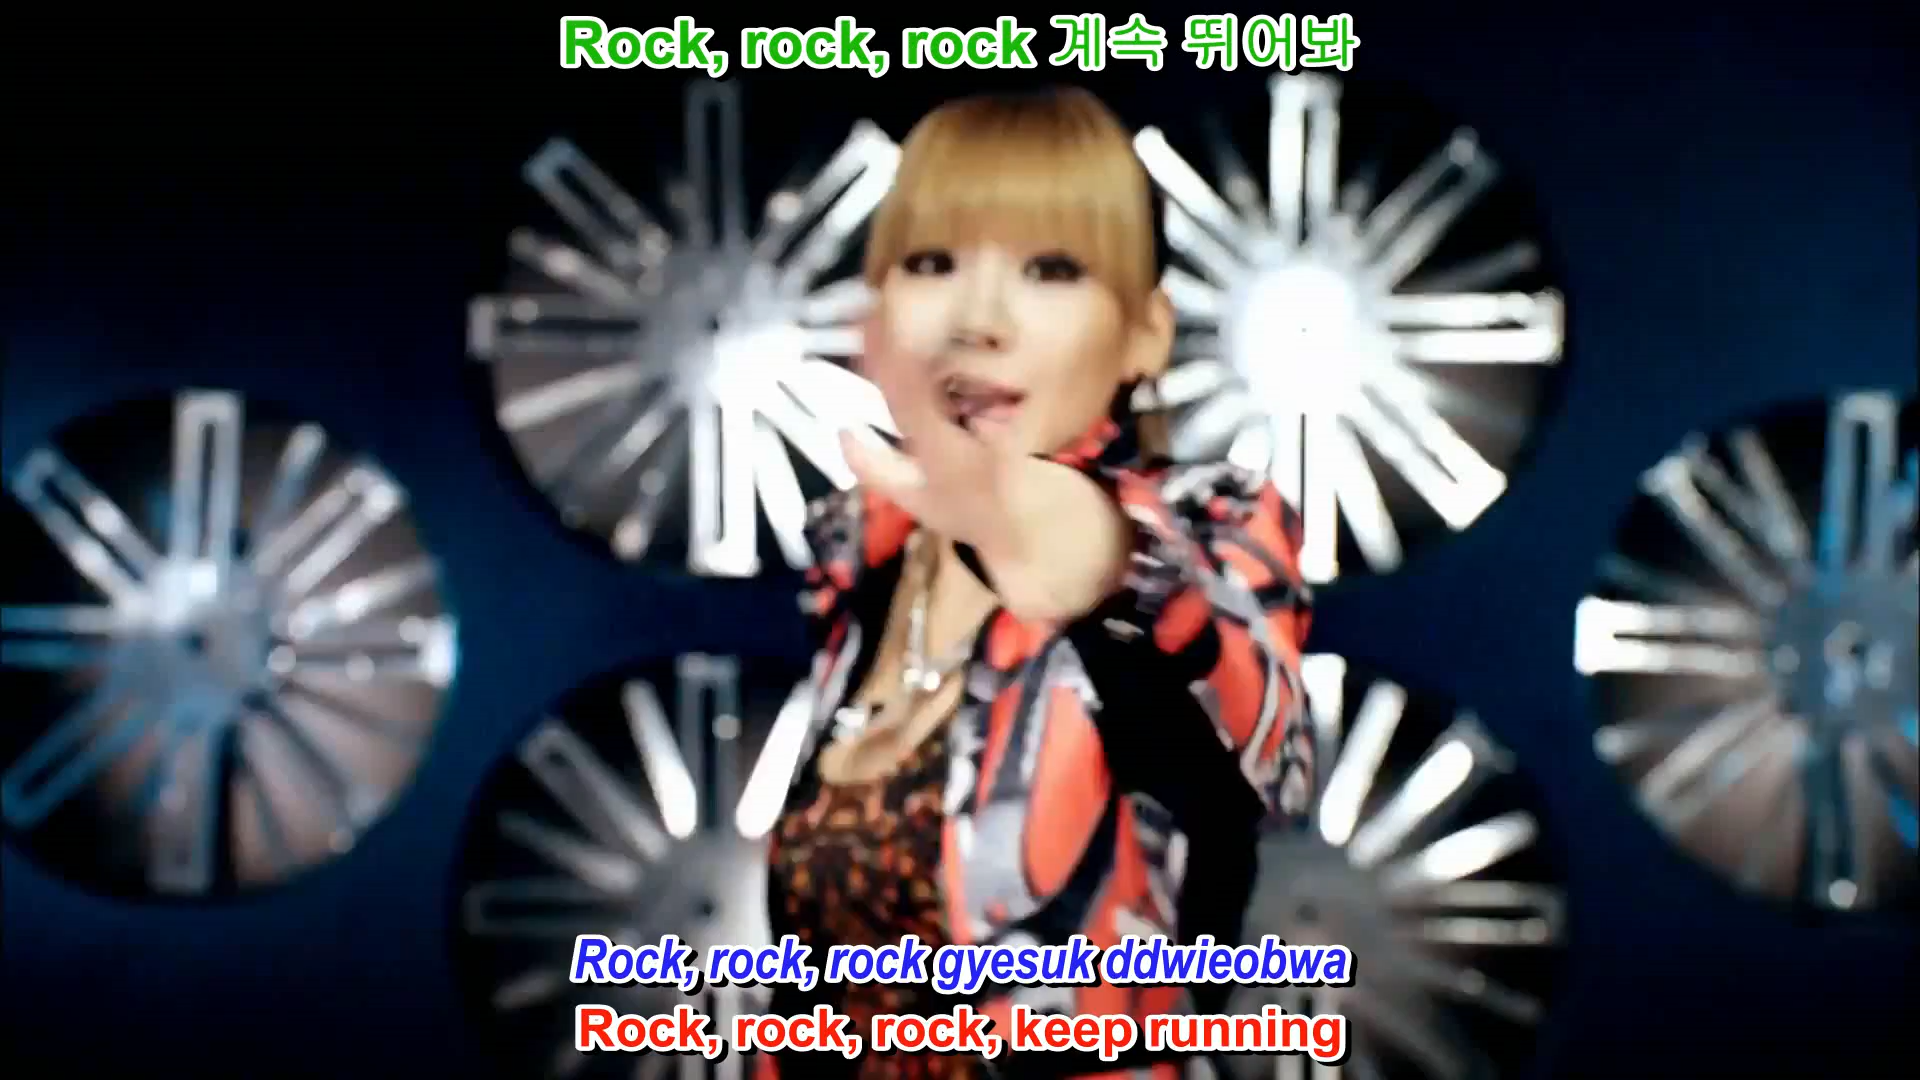 Rock, rock, rock 계속 뛰어봐
Rock, rock, rock gyesuk ddwieobwa
Rock, rock, rock, keep running